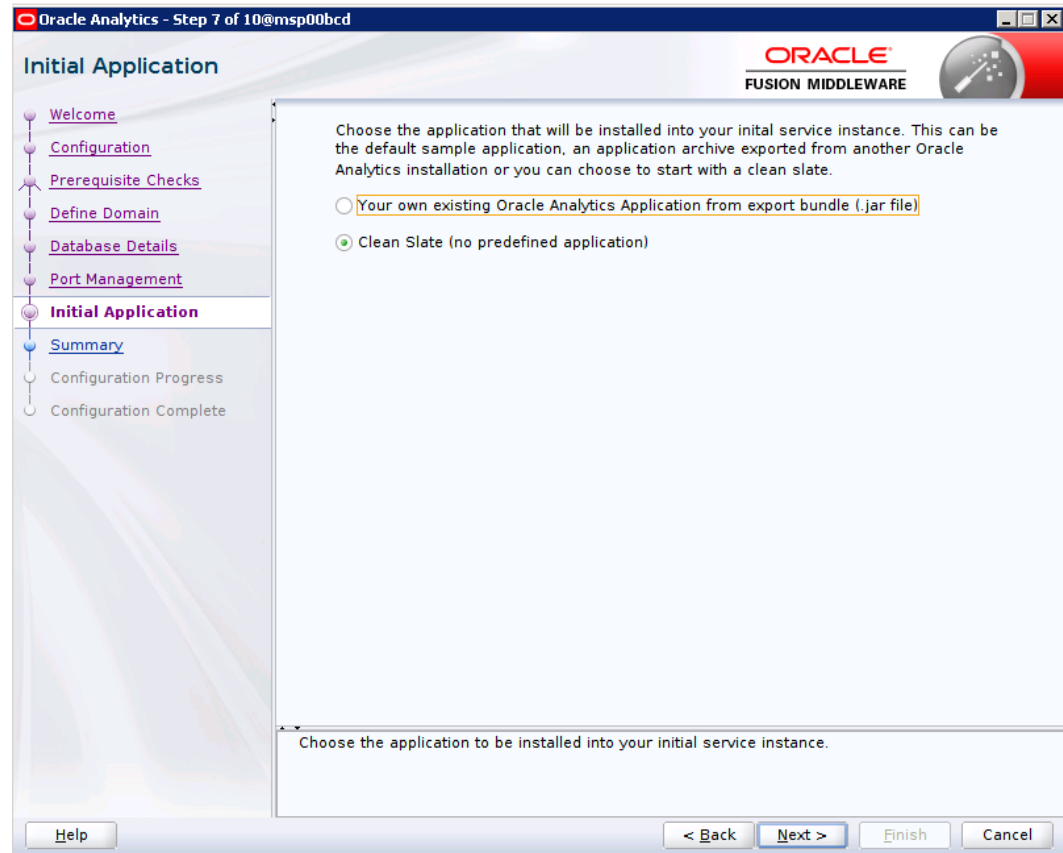 Oracle Analytics - Step 7 of 10@msp00bcd
Initial Application
ORACLE
FUSION MIDDLEWARE
Welcome
Configuration
Prerequisite Checks
Define Domain
Database Details
Port Management
Initial Application
Summary
Configuration Progress
Configuration Complete
Choose the application that will be installed into your inital service instance. This can be
the default sample application, an application archive exported from another Oracle
Analytics installation or you can choose to start with a clean slate.
Your own existing Oracle Analytics Application from export bundle (.jar file)
Clean Slate (no predefined application)
Choose the application to be installed into your initial service instance.
Help
< Back
Next >
Finish
Cancel